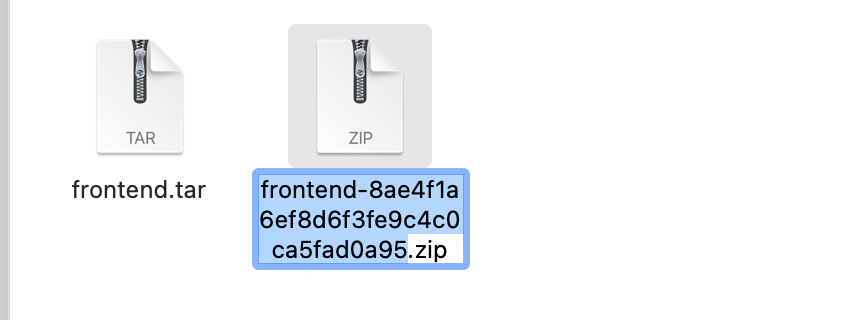 TAR
ZIP
frontend.tar
frontend-8ae4f1a
6ef8d6f3fe9c4c0
ca5fad0a95.zip